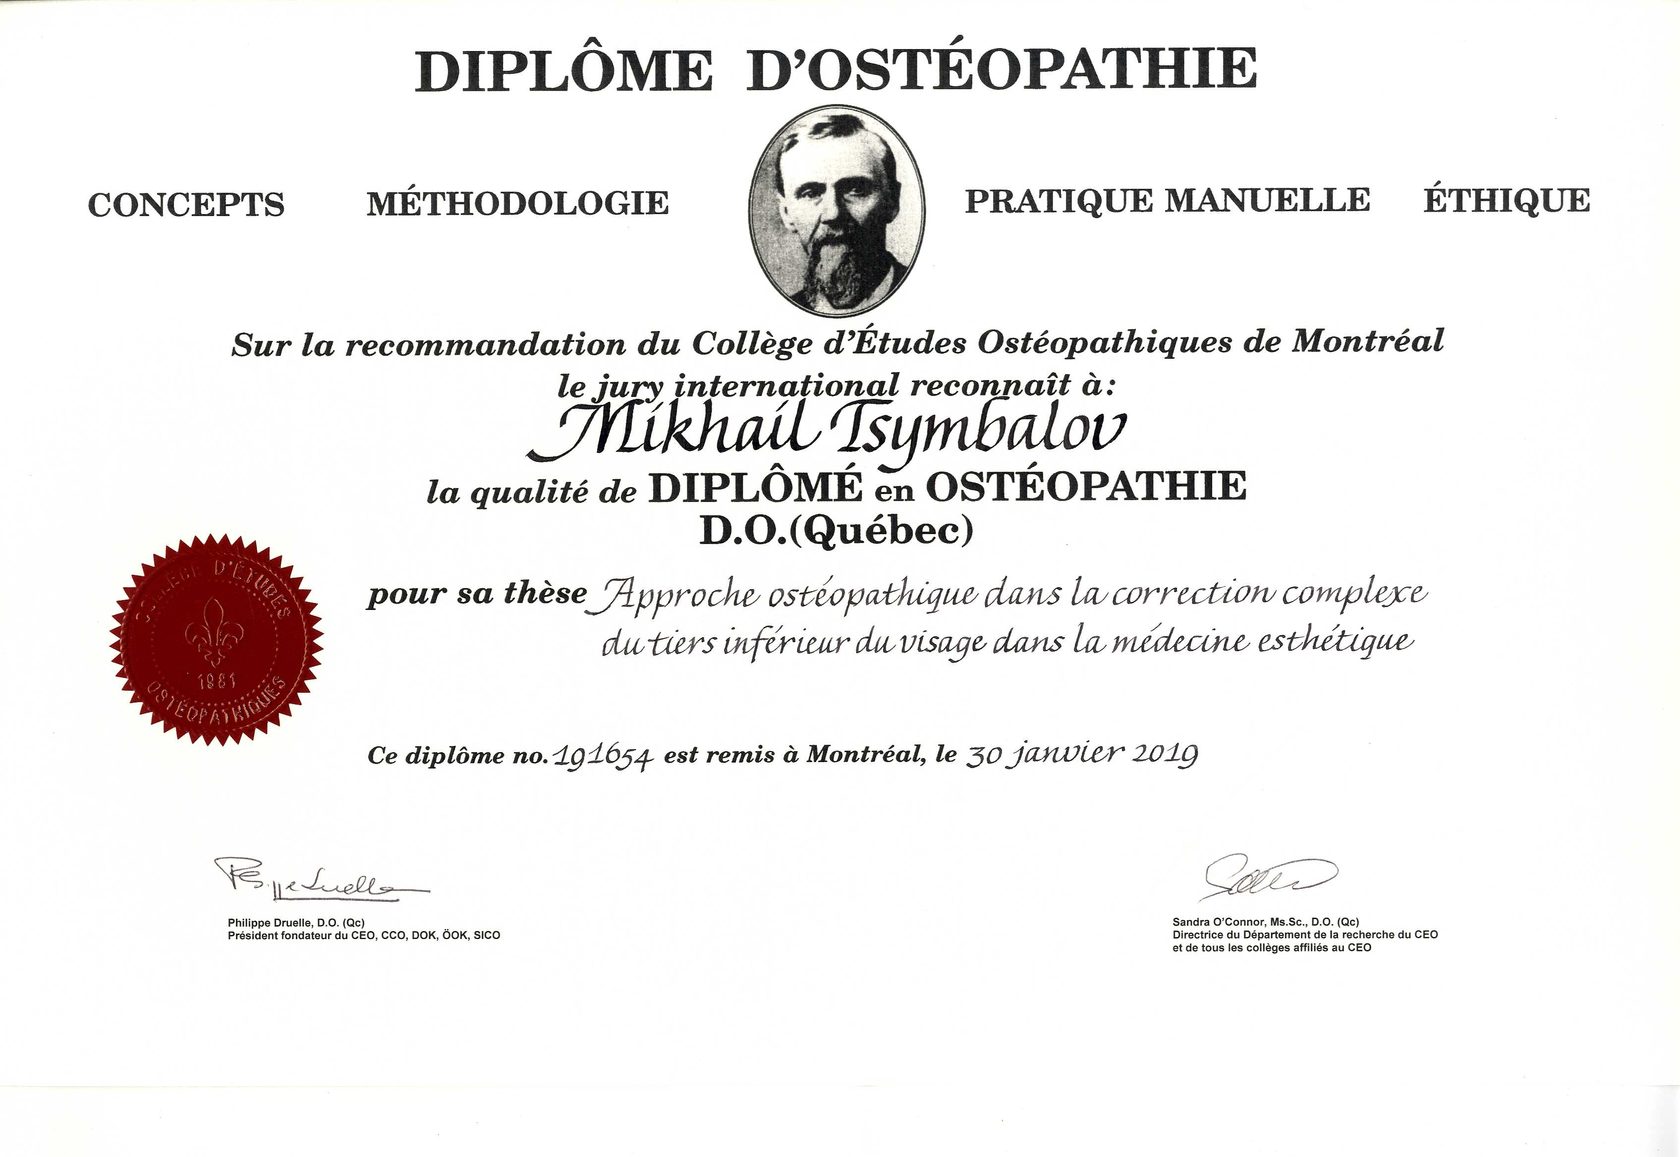 DIPLÔME D'OSTÉOPATHIE
CONCEPTS MÉTHODOLOGIE PRATIQUE MANUELLE ÉTHIQUE
Sur la recommandation du Collège d'Études Ostéopathiques de Montréal
le jury international reconnaît à:
Mikhail Tsymbalov
la qualité de DIPLÔMÉ en OSTÉOPATHIE
D.O.(Québec)
pour sa thèse Approche ostéopathique dans la correction complexe
du tiers inférieur du visage dans la médecine esthétique
COLLÈGE D'ÉTUDES
1981
OSTÉOPATHIQUES
Ce diplôme no. 191654 est remis à Montréal, le 30 janvier 2019
Philippe Druelle, D.O. (Qc)
Président fondateur du CEO, CCO, DOK, ÖOK, SICO
Sandra O'Connor, Ms.Sc., D.O. (Qc)
Directrice du Département de la recherche du CEO
et de tous les collèges affiliés au CEO